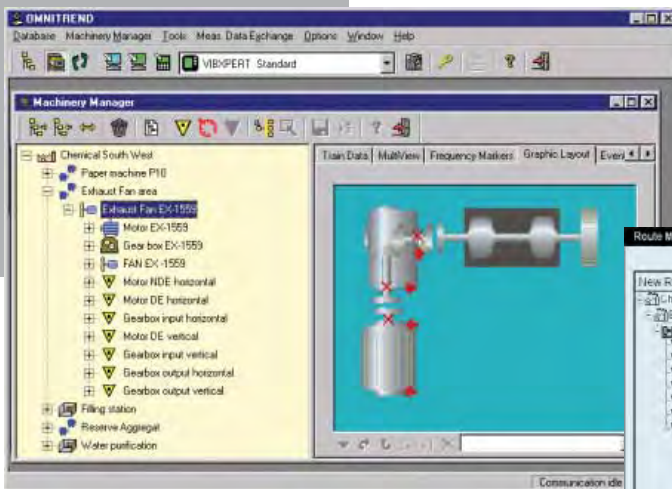 OMNITREND
Database Machinery Manager Tools Meas. Data Exchange Options Window Help
VIBXPERT Standard
Machinery Manager
Train Data MultiView Frequency Markers Graphic Layout Even
Chemical South West
Paper machine P10
Exhaust Fan area
Exhaust Fan EX-1559
Motor EX-1559
Gear box EX-1559
FAN EX-1559
Motor NDE horizontal
Motor DE horizontal
Gearbox input horizontal
Motor DE vertical
Gearbox input vertical
Gearbox output horizontal
Gearbox output vertical
Filling station
Reserve Aggregat
Water purification
Communication idle
Route M
New R